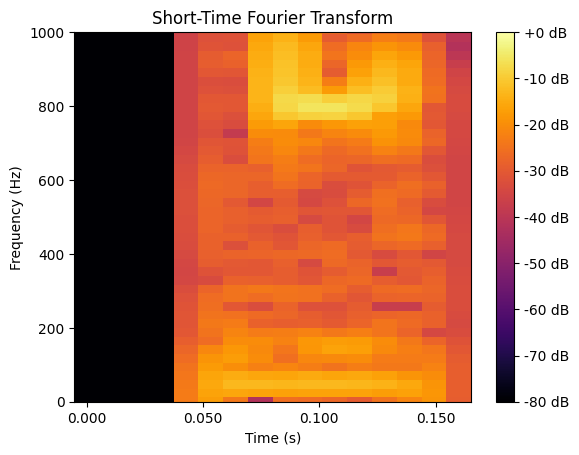 Short-Time Fourier Transform
1000
800
600
400
200
0
Frequency (Hz)
0.000
0.050
0.100
0.150
Time (s)
+0 dB
-10 dB
-20 dB
-30 dB
-40 dB
-50 dB
-60 dB
-70 dB
-80 dB